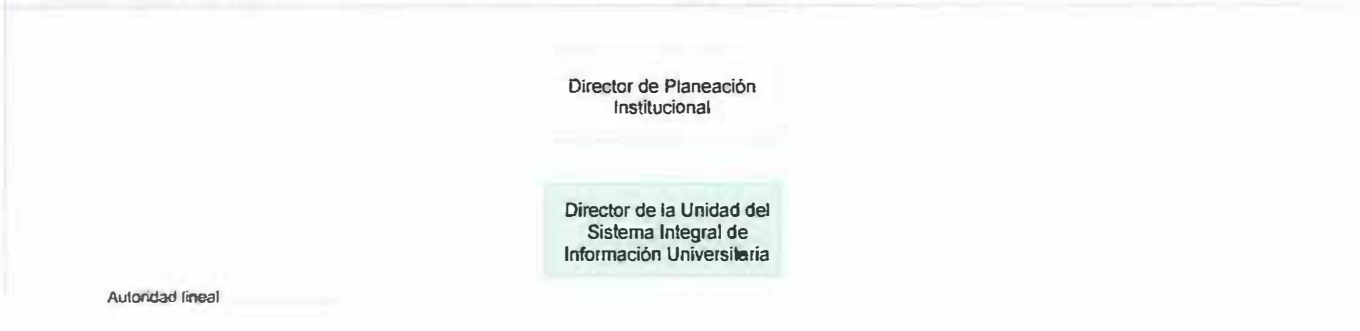 Director de Planeación
Institucional
Director de la Unidad del
Sistema Integral de
Información Universitaria
Autoridad lineal